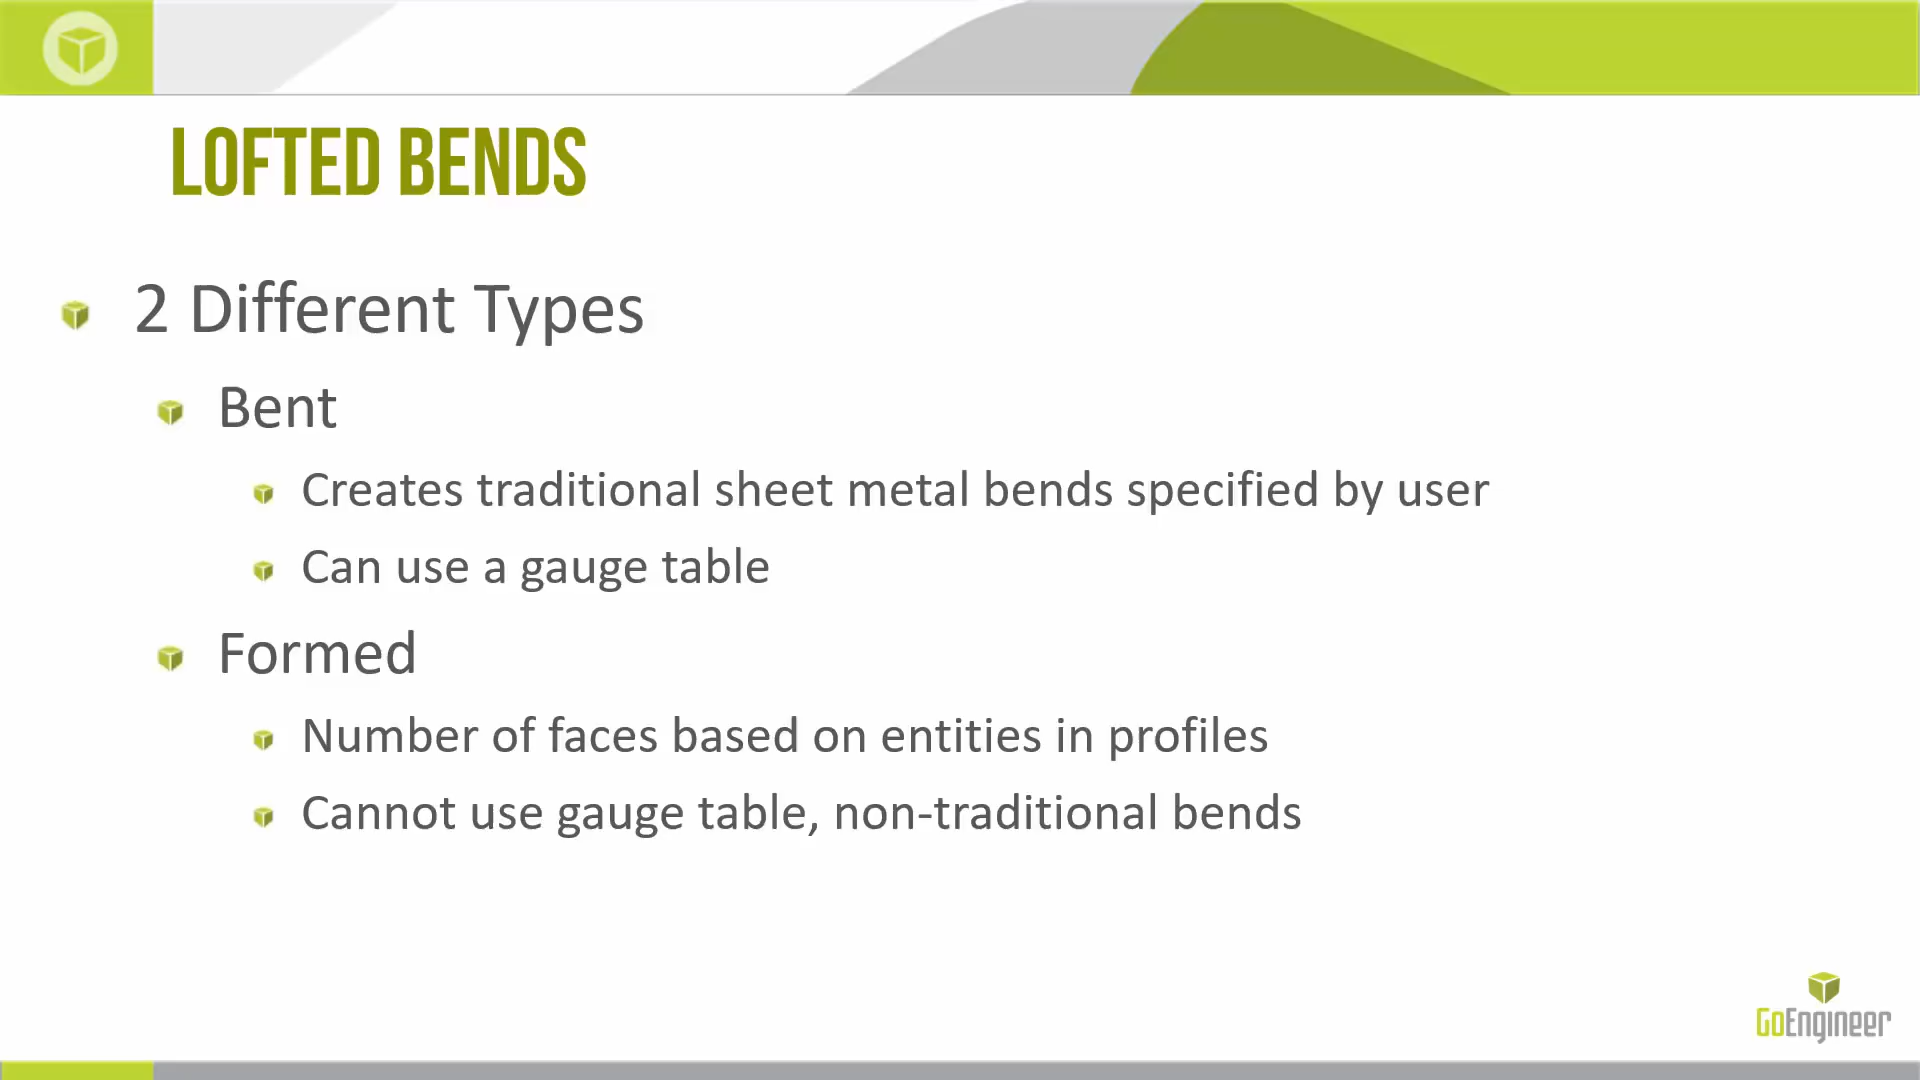 LOFTED BENDS
2 Different Types
Bent
Creates traditional sheet metal bends specified by user
Can use a gauge table
Formed
Number of faces based on entities in profiles
Cannot use gauge table, non-traditional bends
GoEngineer